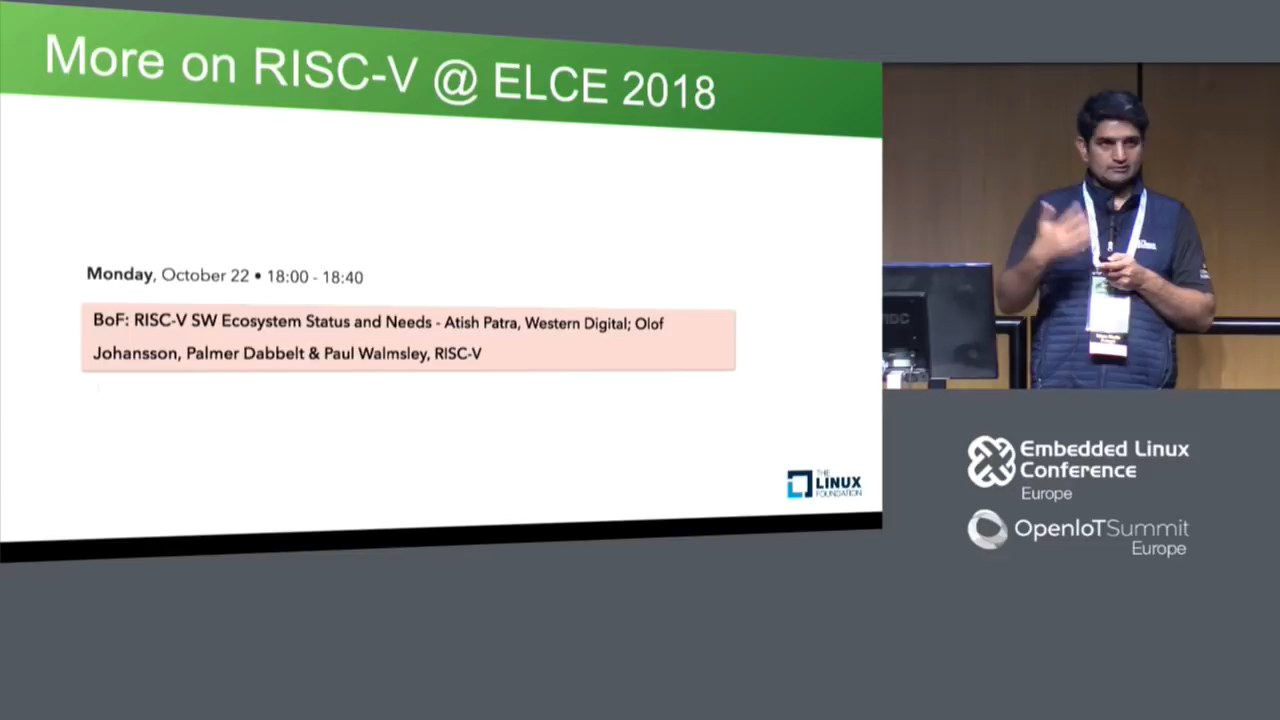 More on RISC-V @ ELCE 2018
Monday, October 22 • 18:00 - 18:40
BoF: RISC-V SW Ecosystem Status and Needs - Atish Patra, Western Digital; Olof
Johansson, Palmer Dabbelt & Paul Walmsley, RISC-V
THE
LINUX
FOUNDATION
Embedded Linux
Conference
Europe
OpenIoTSummit
Europe